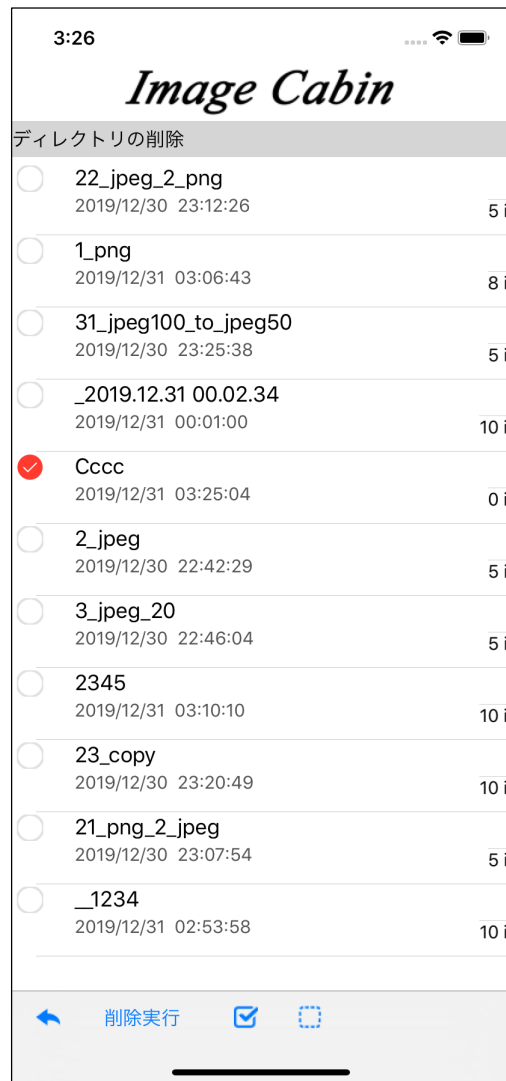 3:26
Image Cabin
ディレクトリの削除
22_jpeg_2_png
2019/12/30 23:12:26
5 i
1_png
2019/12/31 03:06:43
8 i
31_jpeg100_to_jpeg50
2019/12/30 23:25:38
5 i
_2019.12.31 00.02.34
2019/12/31 00:01:00
10 i
Cccc
2019/12/31 03:25:04
0 i
2_jpeg
2019/12/30 22:42:29
5 i
3_jpeg_20
2019/12/30 22:46:04
5 i
2345
2019/12/31 03:10:10
10 i
23_copy
2019/12/30 23:20:49
10 i
21_png_2_jpeg
2019/12/30 23:07:54
5 i
__1234
2019/12/31 02:53:58
10 i
削除実行